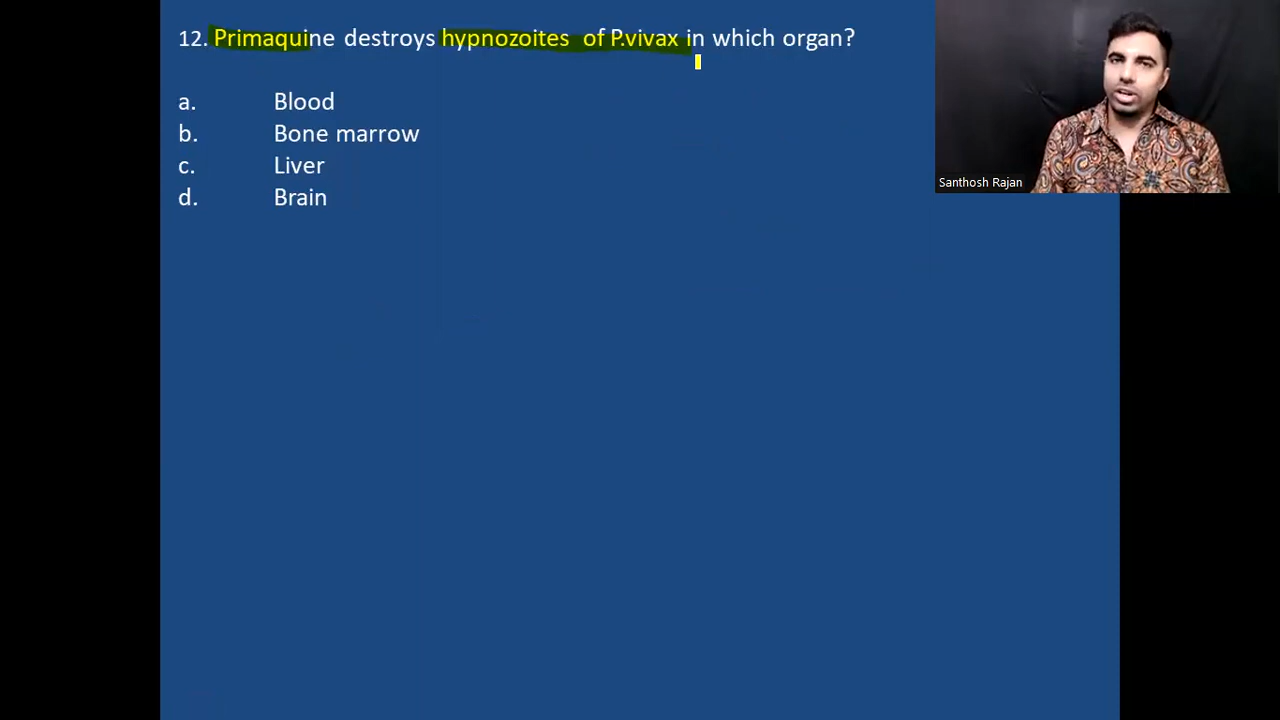 12. Primaquine destroys hypnozoites of P.vivax in which organ?
a. Blood
b. Bone marrow
c. Liver
d. Brain
Santhosh Rajan